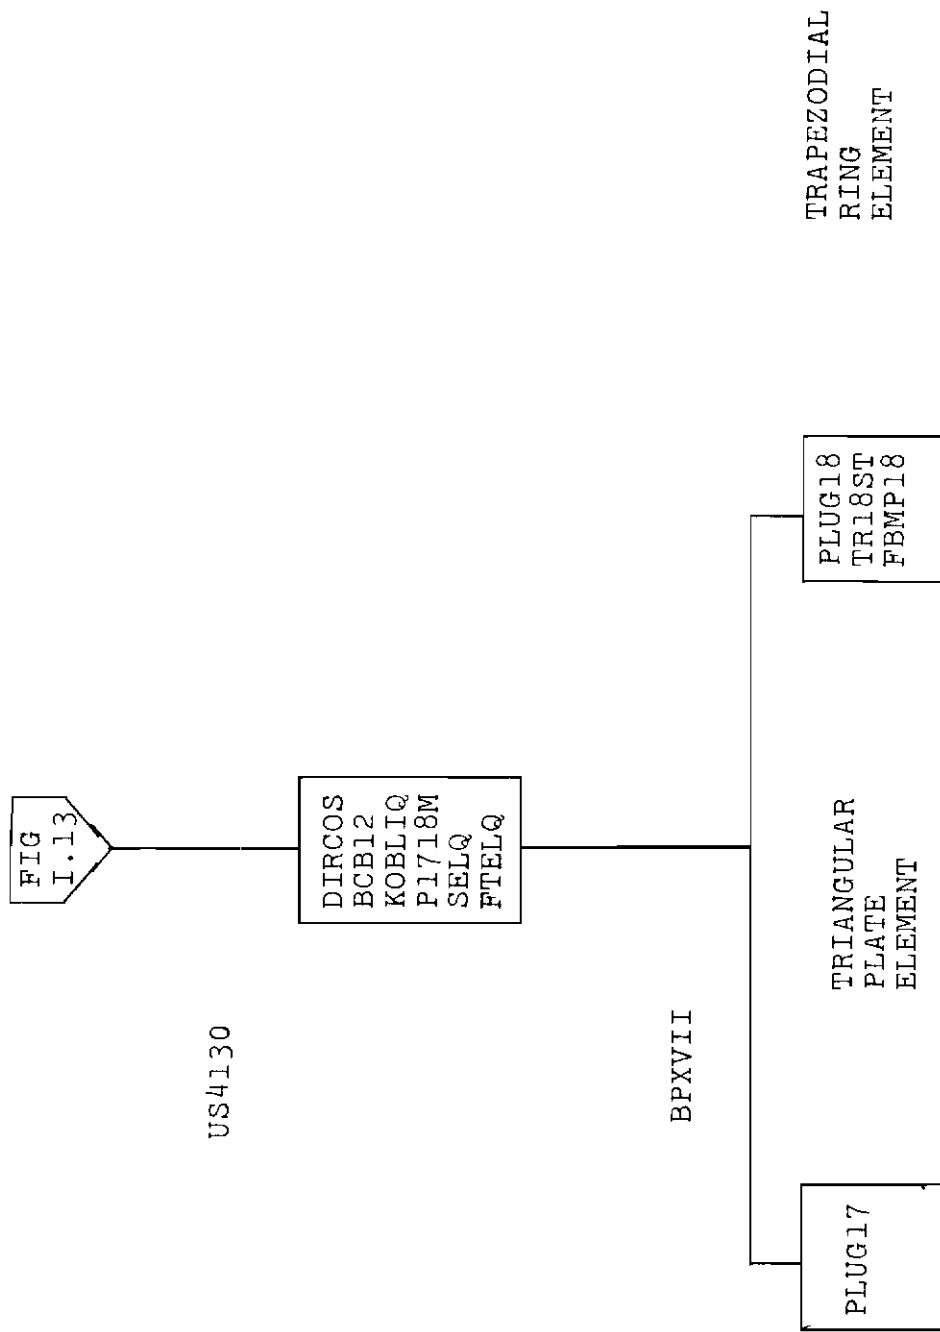 FIG
I.13
US4130
DIRCOS
BCB12
KOBLIQ
P1718M
SELQ
FTELQ
BPXVII
PLUG17
TRIANGULAR
PLATE
ELEMENT
PLUG18
TR18ST
FBMP18
TRAPEZODIAL
RING
ELEMENT